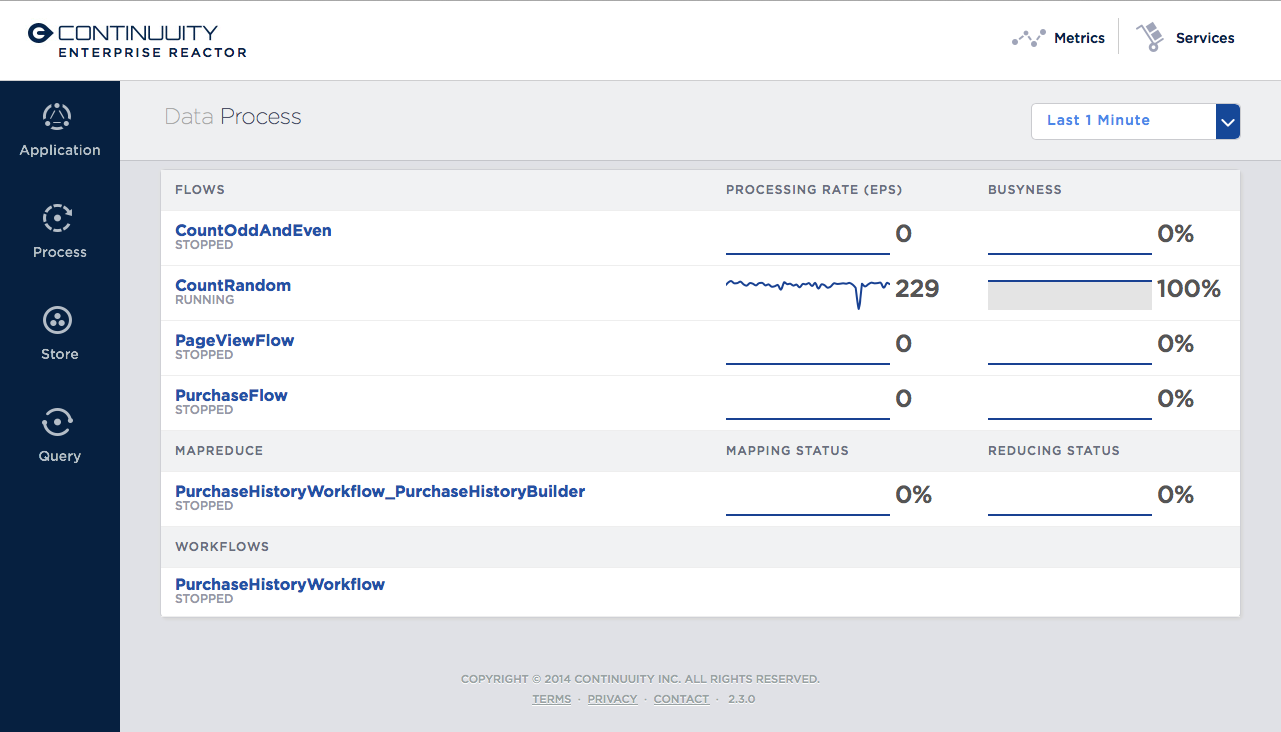 CONTINUUITY
ENTERPRISE REACTOR
Metrics
Services
Application
Process
Store
Query
Data Process
Last 1 Minute
FLOWS PROCESSING RATE (EPS) BUSYNESS
CountOddAndEven 0 0%
STOPPED
CountRandom 229 100%
RUNNING
PageViewFlow 0 0%
STOPPED
PurchaseFlow 0 0%
STOPPED
MAPREDUCE MAPPING STATUS REDUCING STATUS
PurchaseHistoryWorkflow_PurchaseHistoryBuilder 0% 0%
STOPPED
WORKFLOWS
PurchaseHistoryWorkflow
STOPPED
COPYRIGHT © 2014 CONTINUUITY INC. ALL RIGHTS RESERVED.
TERMS · PRIVACY · CONTACT · 2.3.0